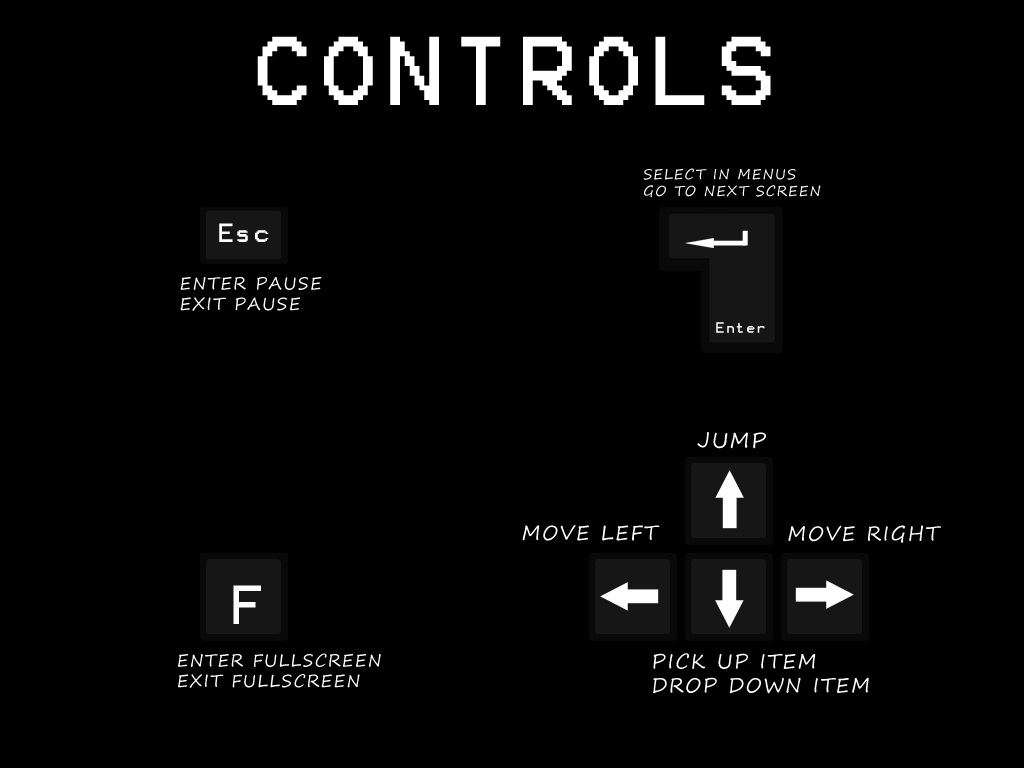 CONTROLS
SELECT IN MENUS
GO TO NEXT SCREEN
Esc
ENTER PAUSE
EXIT PAUSE
Enter
JUMP
MOVE LEFT
MOVE RIGHT
F
ENTER FULLSCREEN
EXIT FULLSCREEN
PICK UP ITEM
DROP DOWN ITEM